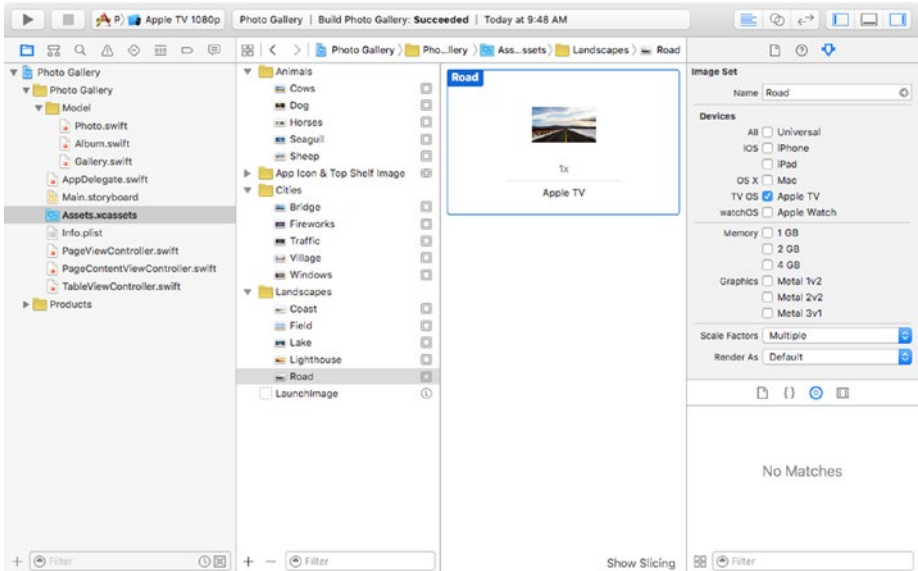 P) Apple TV 1080p
Photo Gallery | Build Photo Gallery: Succeeded | Today at 9:48 AM
Photo Gallery
Pho...llery
Ass...ssets
Landscapes
Road
Photo Gallery
Photo Gallery
Model
Photo.swift
Album.swift
Gallery.swift
AppDelegate.swift
Main.storyboard
Assets.xcassets
Info.plist
PageViewController.swift
PageContentViewController.swift
TableViewController.swift
Products
Filter
Animals
Cows
Dog
Horses
Seagull
Sheep
App Icon & Top Shelf Image
Cities
Bridge
Fireworks
Traffic
Village
Windows
Landscapes
Coast
Field
Lake
Lighthouse
Road
LaunchImage
Filter
Road
1x
Apple TV
Show Slicing
Image Set
Name Road
Devices
All Universal
iOS iPhone
iPad
OS X Mac
TV OS Apple TV
watchOS Apple Watch
Memory 1 GB
2 GB
4 GB
Graphics Metal 1v2
Metal 2v2
Metal 3v1
Scale Factors Multiple
Render As Default
{}
No Matches
Filter